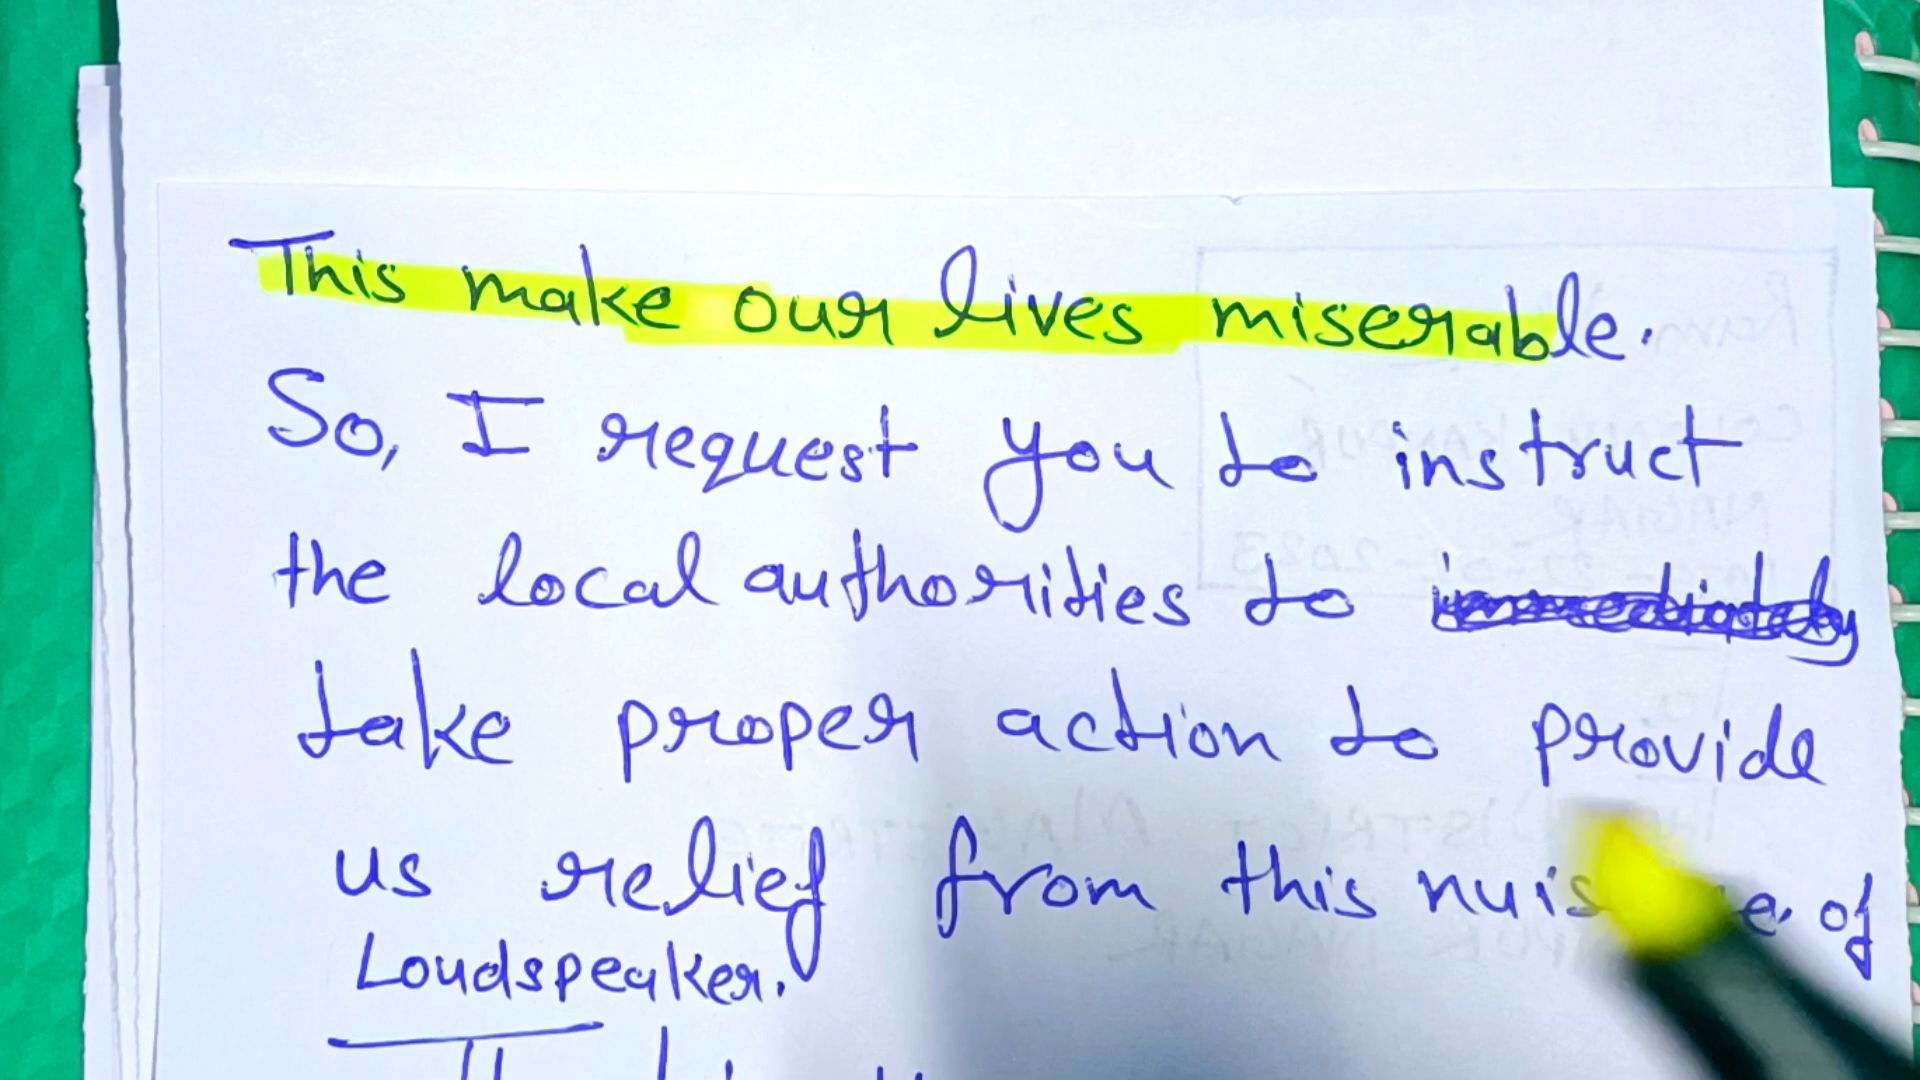 This make our lives miserable.
So, I request you to instruct
the local authorities to
take proper action to provide
us relief from this of
Loudspeaker.